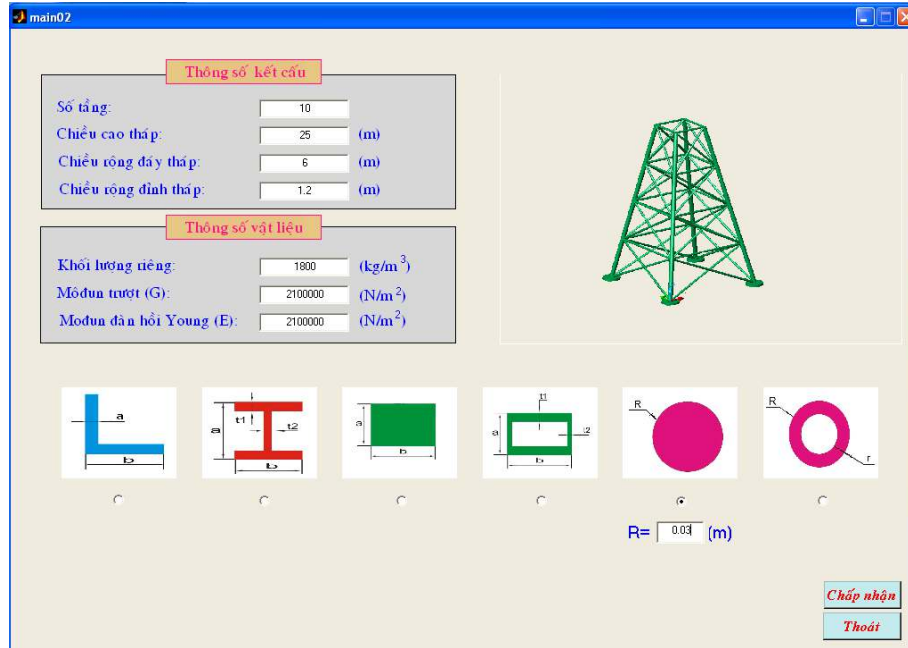 main02
Thông số kết cấu
Số tầng: 10
Chiều cao tháp: 25 (m)
Chiều rộng đáy tháp: 6 (m)
Chiều rộng đỉnh tháp: 1.2 (m)
Thông số vật liệu
Khối lượng riêng: 1800 (kg/m³)
Môđun trượt (G): 2100000 (N/m²)
Mođun đàn hồi Young (E): 2100000 (N/m²)
a
b
a
t1
t2
b
a
b
t1
a
t2
b
R
R
r
R= 0.03 (m)
Chấp nhận
Thoát